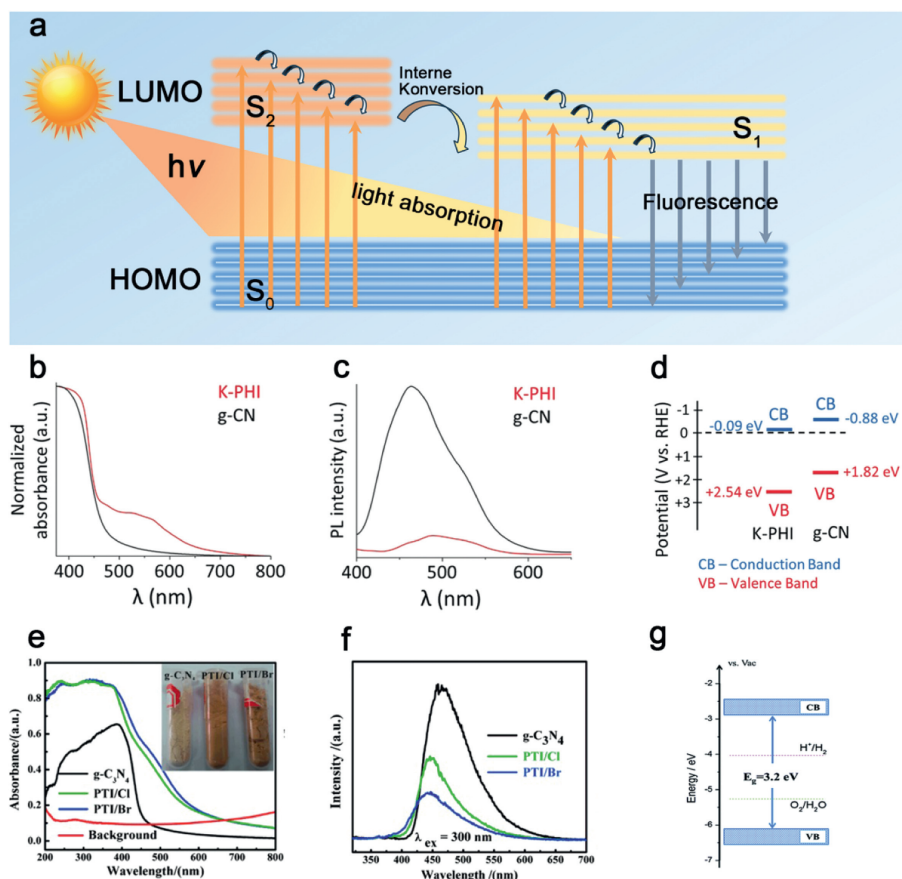 a
LUMO
S2
Interne
Konversion
S1
hν
light absorption
Fluorescence
HOMO
S0
b
K-PHI
g-CN
Normalized
absorbance (a.u.)
400 500 600 700 800
λ (nm)
c
K-PHI
g-CN
PL intensity (a.u.)
400 500 600
λ (nm)
d
Potential (V vs. RHE)
-1
0
+1
+2
+3
CB
-0.09 eV
CB
-0.88 eV
+1.82 eV
VB
+2.54 eV
VB
K-PHI
g-CN
CB – Conduction Band
VB – Valence Band
e
Absorbance/(a.u.)
1.0
0.8
0.6
0.4
0.2
0.0
g-C3N4 PTI/Cl PTI/Br
g-C3N4
PTI/Cl
PTI/Br
Background
200 300 400 500 600 700 800
Wavelength/(nm)
f
Intensity /(a.u.)
g-C3N4
PTI/Cl
PTI/Br
λex = 300 nm
350 400 450 500 550 600 650 700
Wavelength/(nm)
g
vs. Vac
Energy / eV
-2
-3
-4
-5
-6
-7
CB
H+/H2
Eg=3.2 eV
O2/H2O
VB